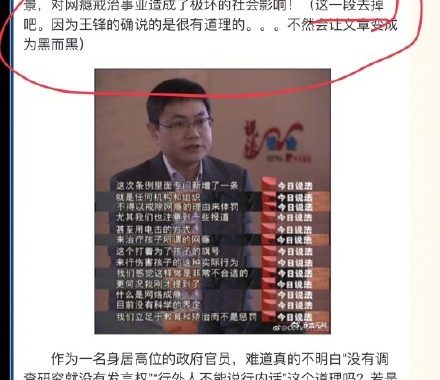 景，对网瘾戒治事业造成了极坏的社会影响！（这一段去掉
吧。因为王锋的确说的是很有道理的。。。不然会让文章变成
为黑而黑）
说法
这次条例里面专门新增了一条
今日说法
就是任何机构和组织
今日说法
不得以戒除网瘾的理由来体罚
今日说法
尤其我们也注意到一些报道
今日说法
甚至用电击的方式
今日说法
来治疗孩子所谓的网瘾
今日说法
这个打着为了孩子的旗号
今日说法
来行伤害孩子的这种实际行为
今日说法
我们感觉这样做是非常不合适的
今日说法
更何况我刚才提到了
今日说法
什么是网络成瘾
今日说法
目前没有科学的界定
今日说法
我们立足于教育和矫治而不是惩罚
今日说法
作为一名身居高位的政府官员，难道真的不明白“没有调
查研究就没有发言权”“行外人不能说行内话”这个道理吗？若是